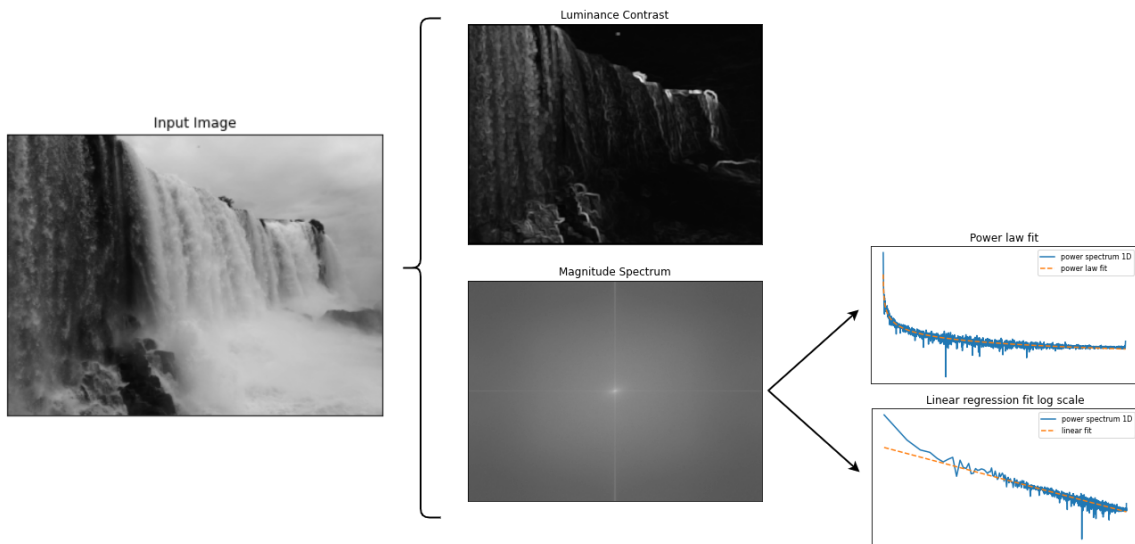 Input Image
Luminance Contrast
Magnitude Spectrum
Power law fit
power spectrum 1D
power law fit
Linear regression fit log scale
power spectrum 1D
linear fit